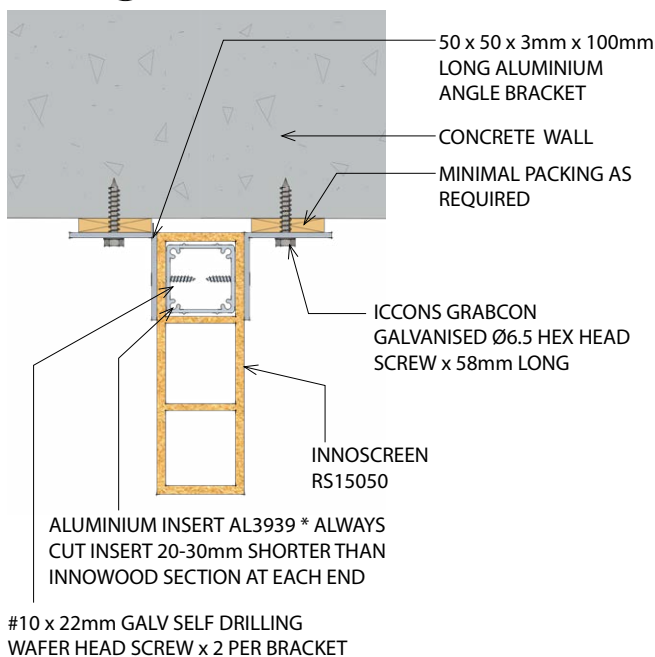 50 x 50 x 3mm x 100mm
LONG ALUMINIUM
ANGLE BRACKET
CONCRETE WALL
MINIMAL PACKING AS
REQUIRED
ICCONS GRABCON
GALVANISED Ø6.5 HEX HEAD
SCREW x 58mm LONG
INNOSCREEN
RS15050
ALUMINIUM INSERT AL3939 * ALWAYS
CUT INSERT 20-30mm SHORTER THAN
INNOWOOD SECTION AT EACH END
#10 x 22mm GALV SELF DRILLING
WAFER HEAD SCREW x 2 PER BRACKET